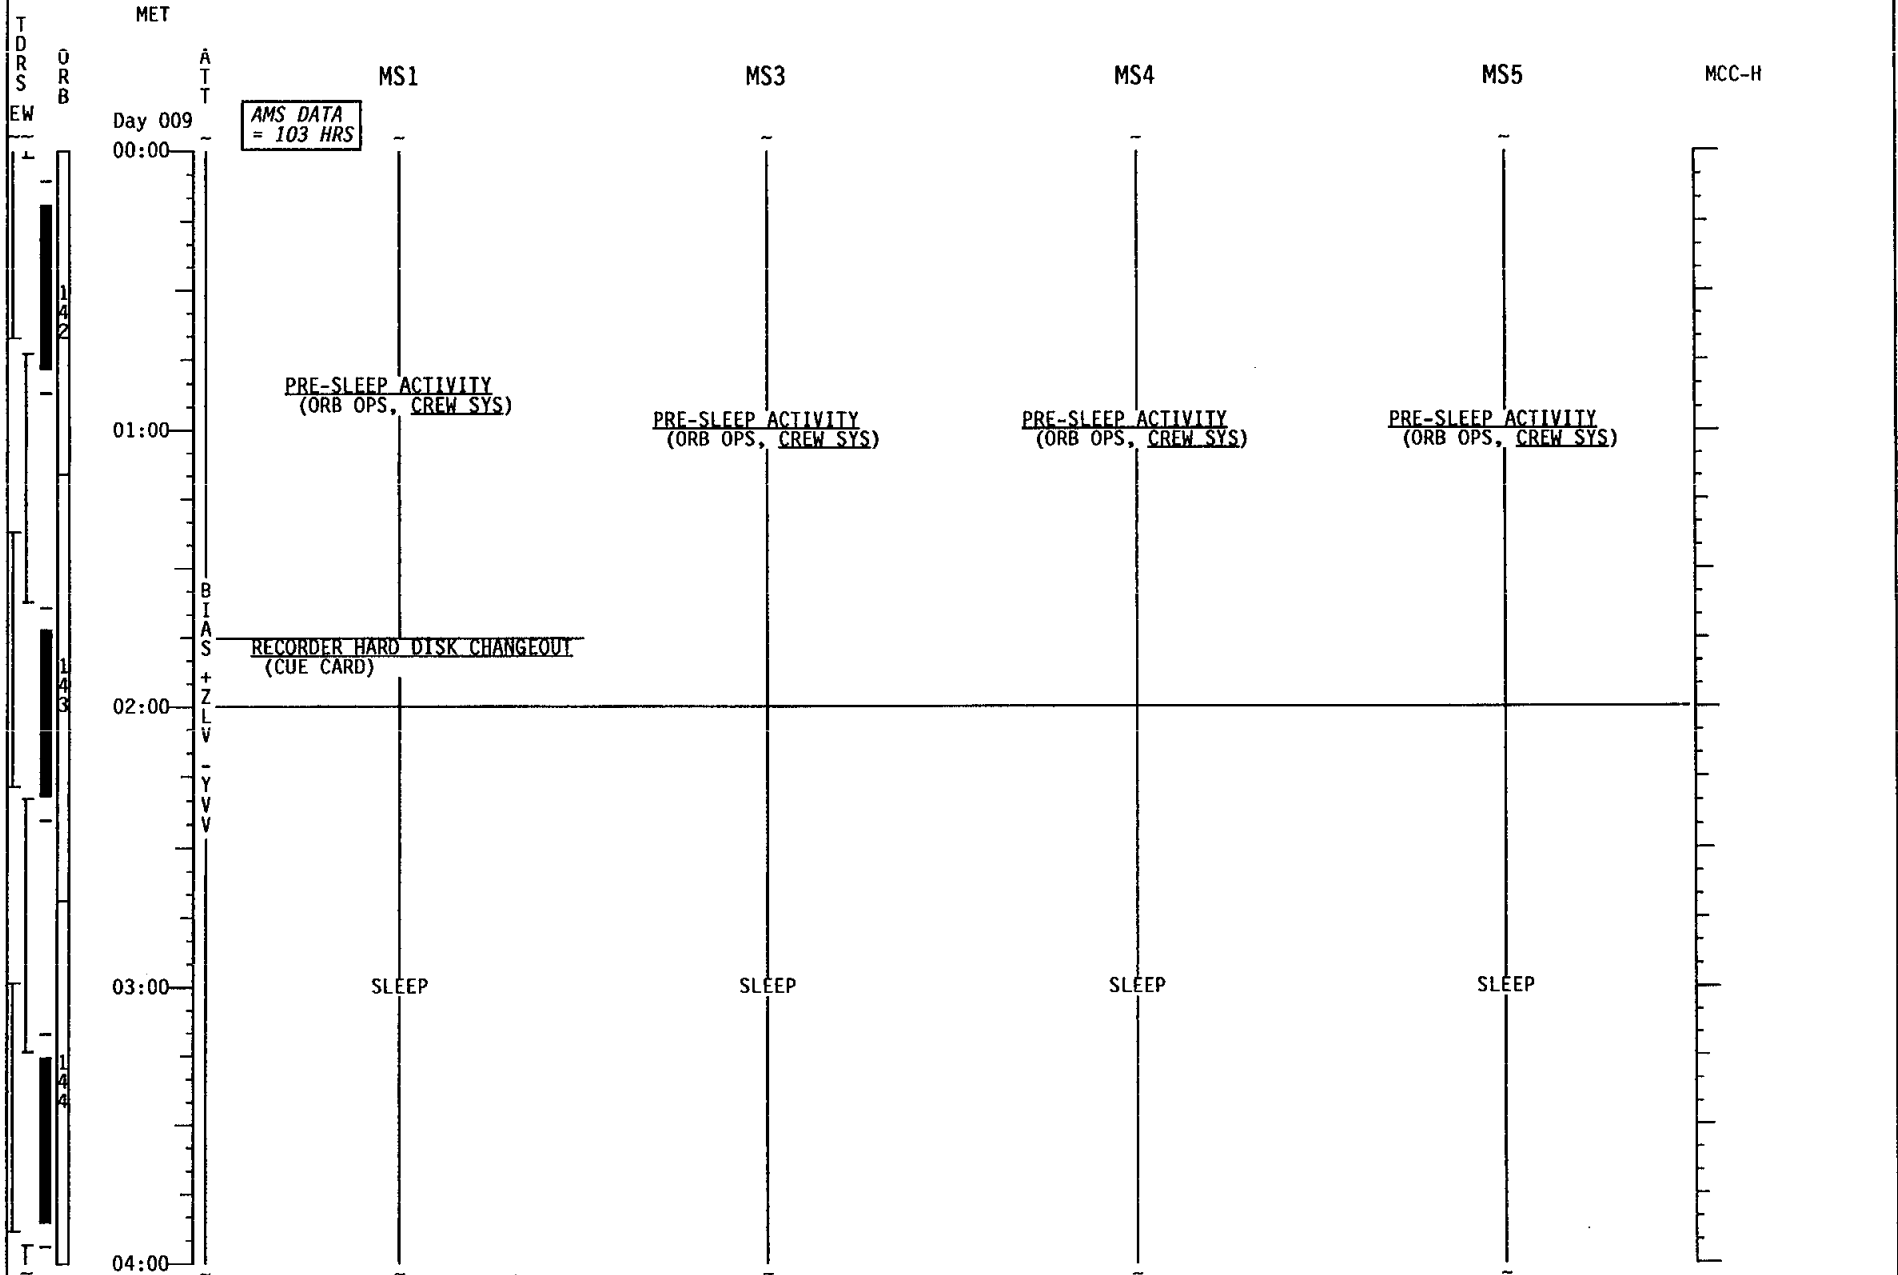 MET
TDRS
ORB
ATT
MS1
MS3
MS4
MS5
MCC-H
EW
Day 009
AMS DATA
= 103 HRS
00:00
142
PRE-SLEEP ACTIVITY
(ORB OPS, CREW SYS)
PRE-SLEEP ACTIVITY
(ORB OPS, CREW SYS)
PRE-SLEEP ACTIVITY
(ORB OPS, CREW SYS)
PRE-SLEEP ACTIVITY
(ORB OPS, CREW SYS)
01:00
BIAS +ZLV -YVV
RECORDER HARD DISK CHANGEOUT
(CUE CARD)
143
02:00
03:00
SLEEP
SLEEP
SLEEP
SLEEP
144
04:00